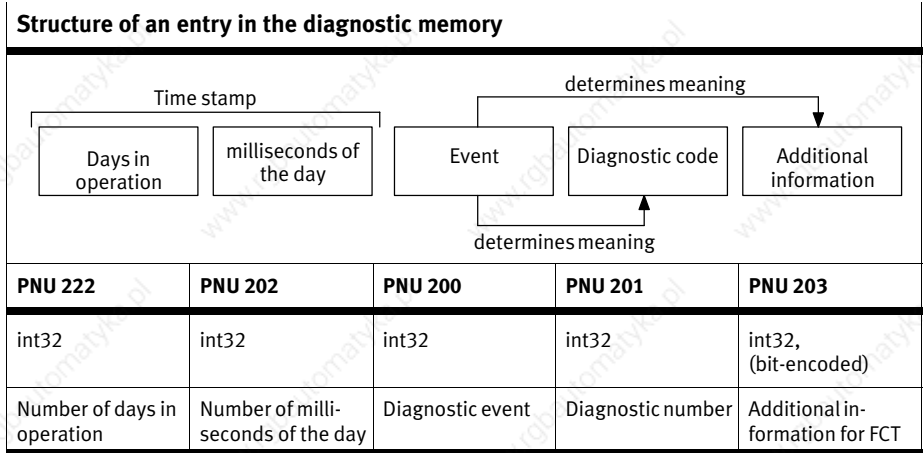 Structure of an entry in the diagnostic memory
determines meaning
Time stamp
Days in
operation
milliseconds of
the day
Event
Diagnostic code
Additional
information
determines meaning
PNU 222 PNU 202 PNU 200 PNU 201 PNU 203
int32 int32 int32 int32 int32,
(bit-encoded)
Number of days in
operation
Number of milli-
seconds of the day
Diagnostic event
Diagnostic number
Additional in-
formation for FCT
www.rgbautomatyka.pl